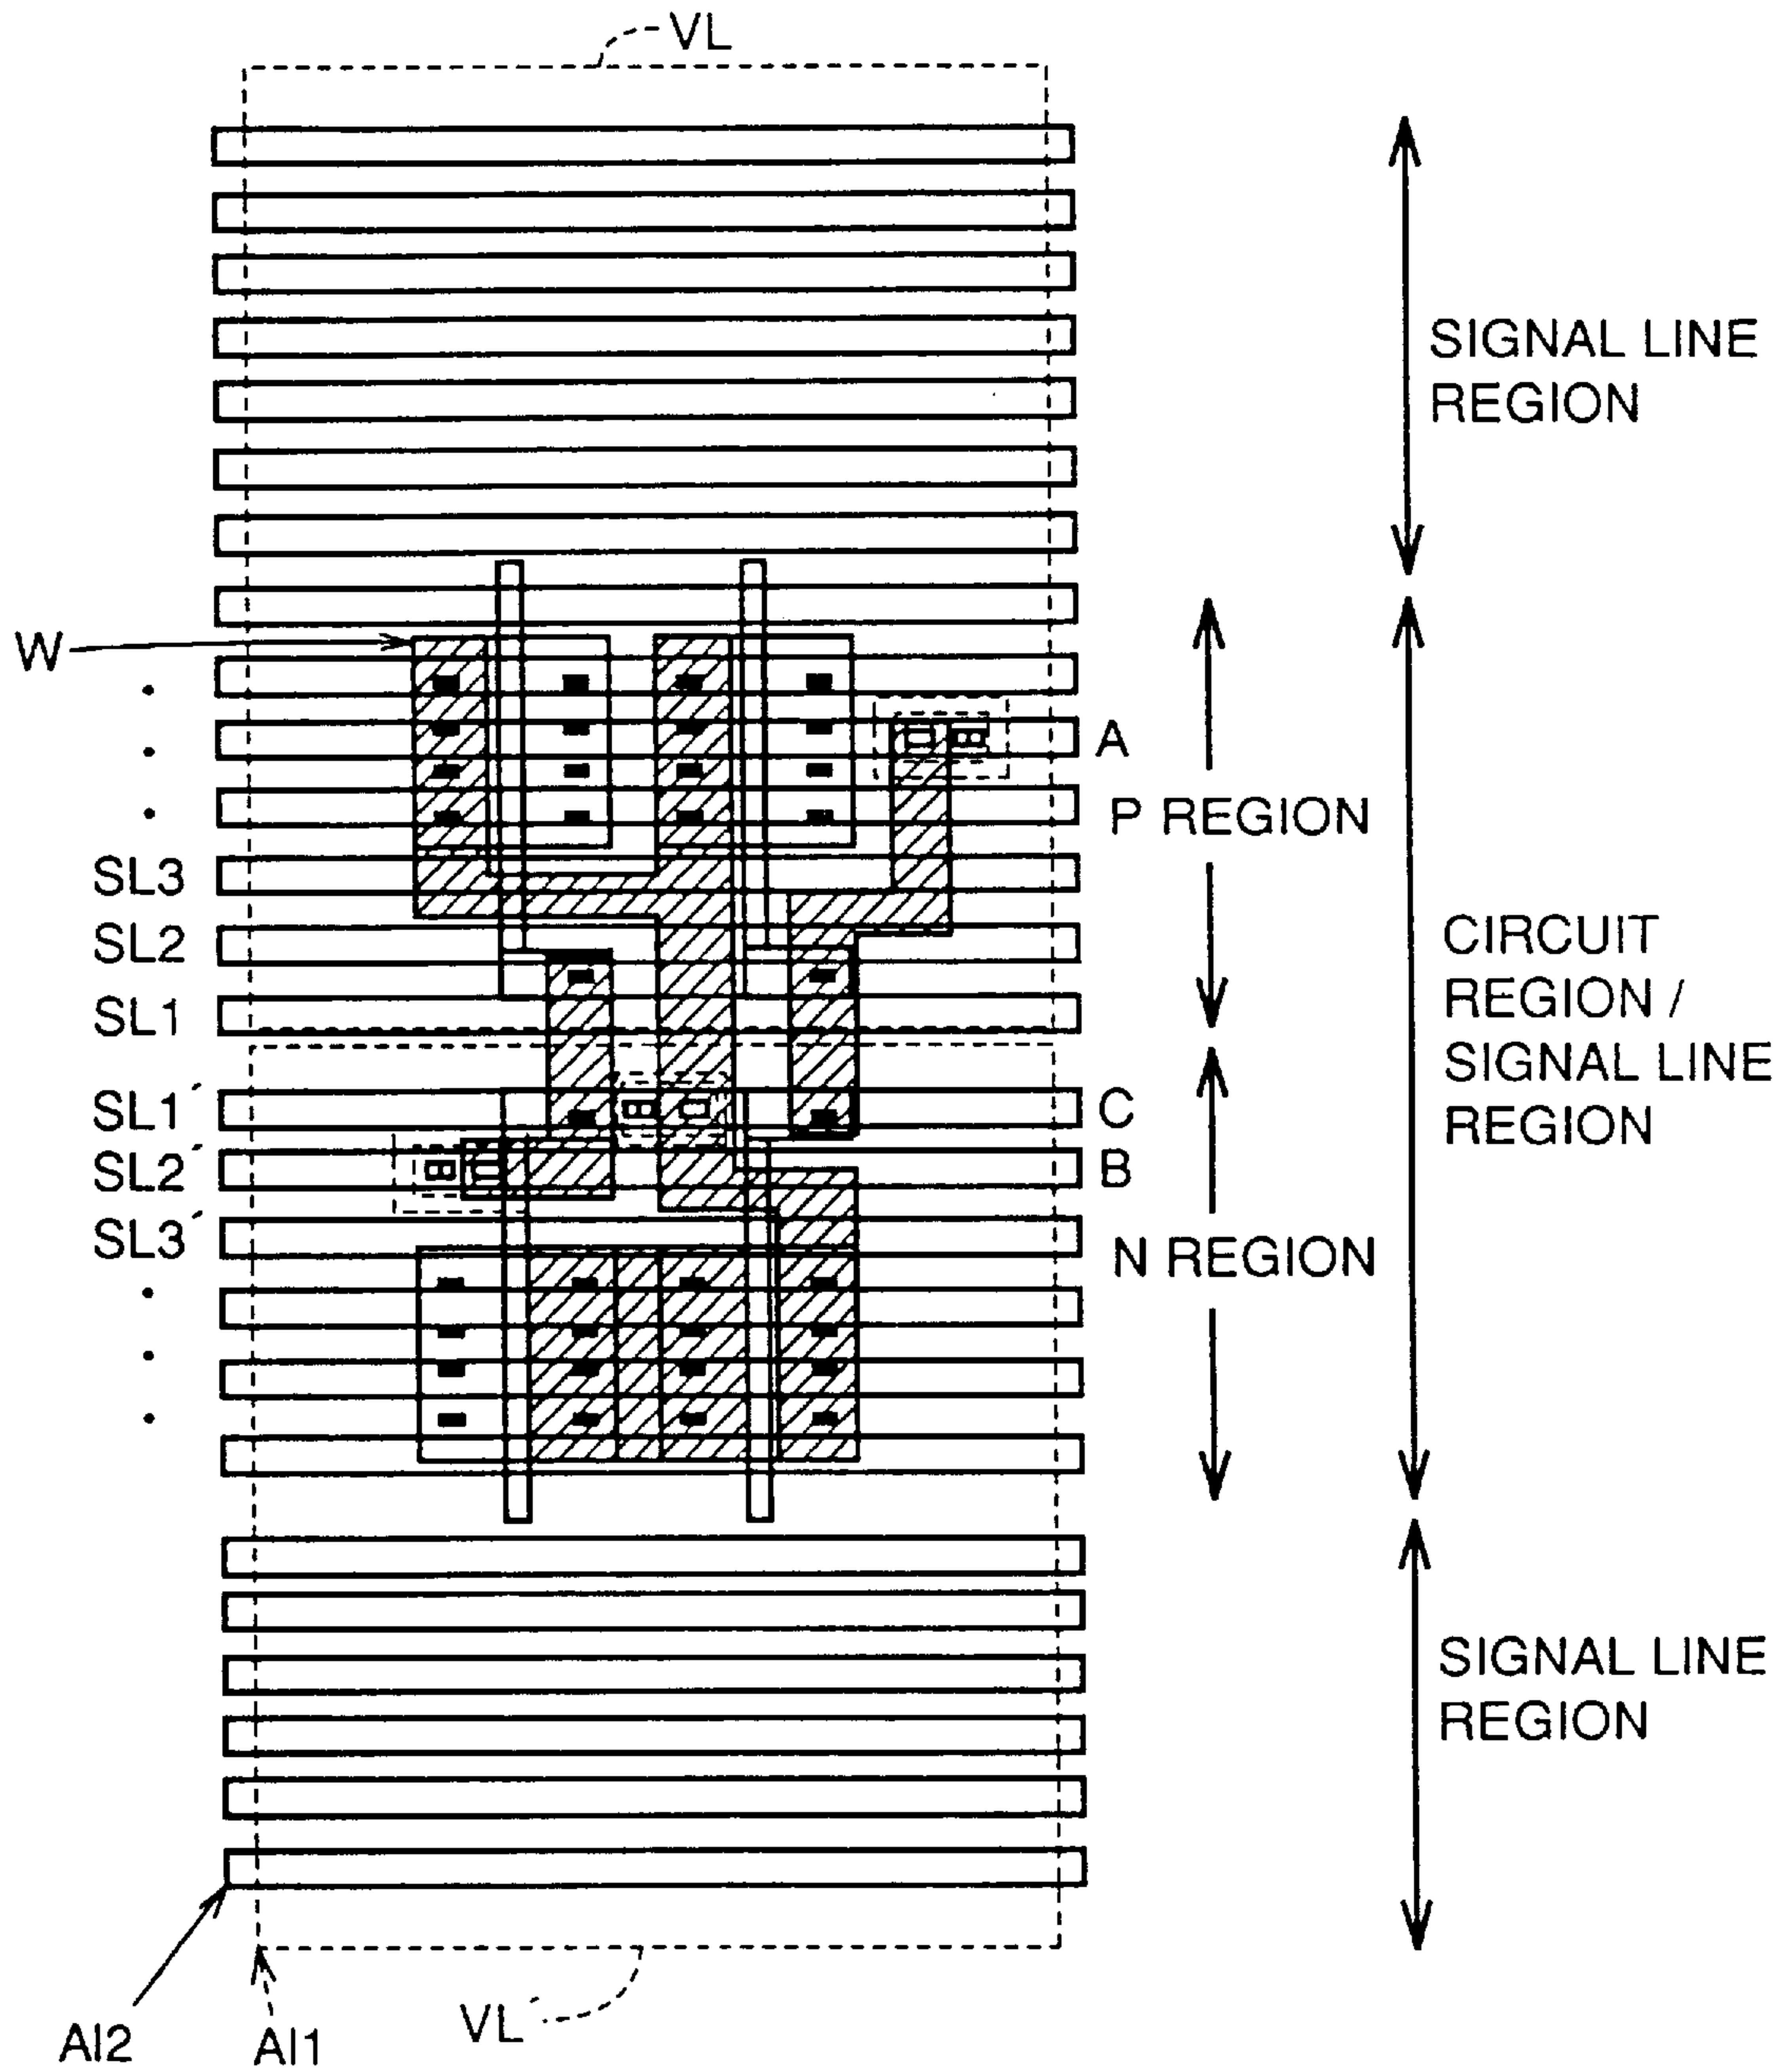 VL
SIGNAL LINE
REGION
W
A
P REGION
SL3
SL2
SL1
CIRCUIT
REGION /
SIGNAL LINE
REGION
SL1´
C
SL2´
B
SL3´
N REGION
SIGNAL LINE
REGION
Al2
Al1
VL´